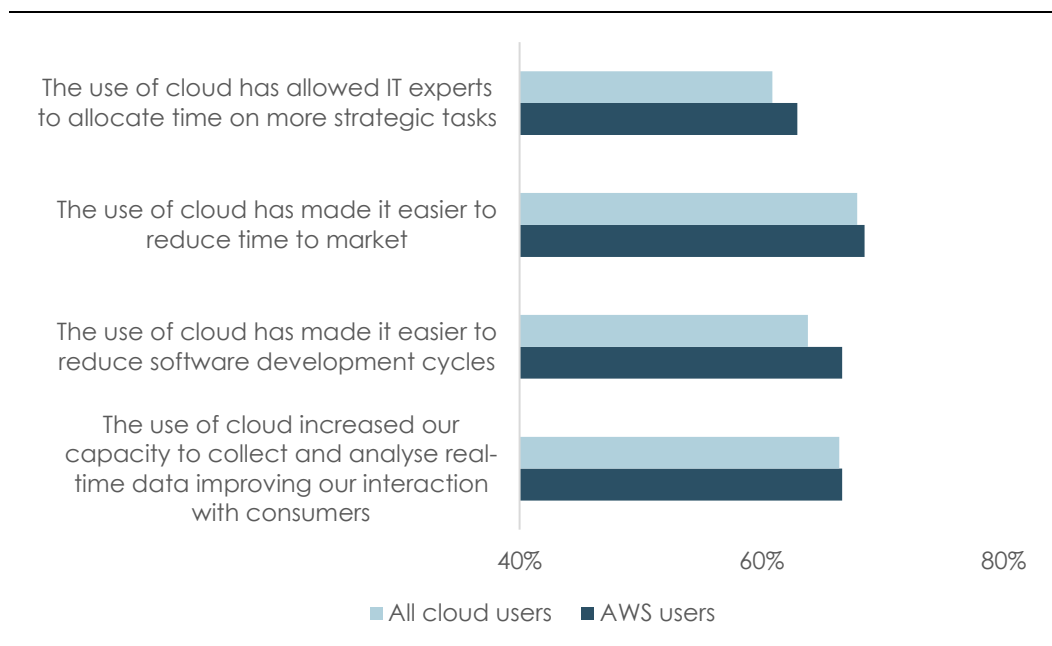 The use of cloud has allowed IT experts
to allocate time on more strategic tasks
The use of cloud has made it easier to
reduce time to market
The use of cloud has made it easier to
reduce software development cycles
The use of cloud increased our
capacity to collect and analyse real-
time data improving our interaction
with consumers
40% 60% 80%
All cloud users AWS users